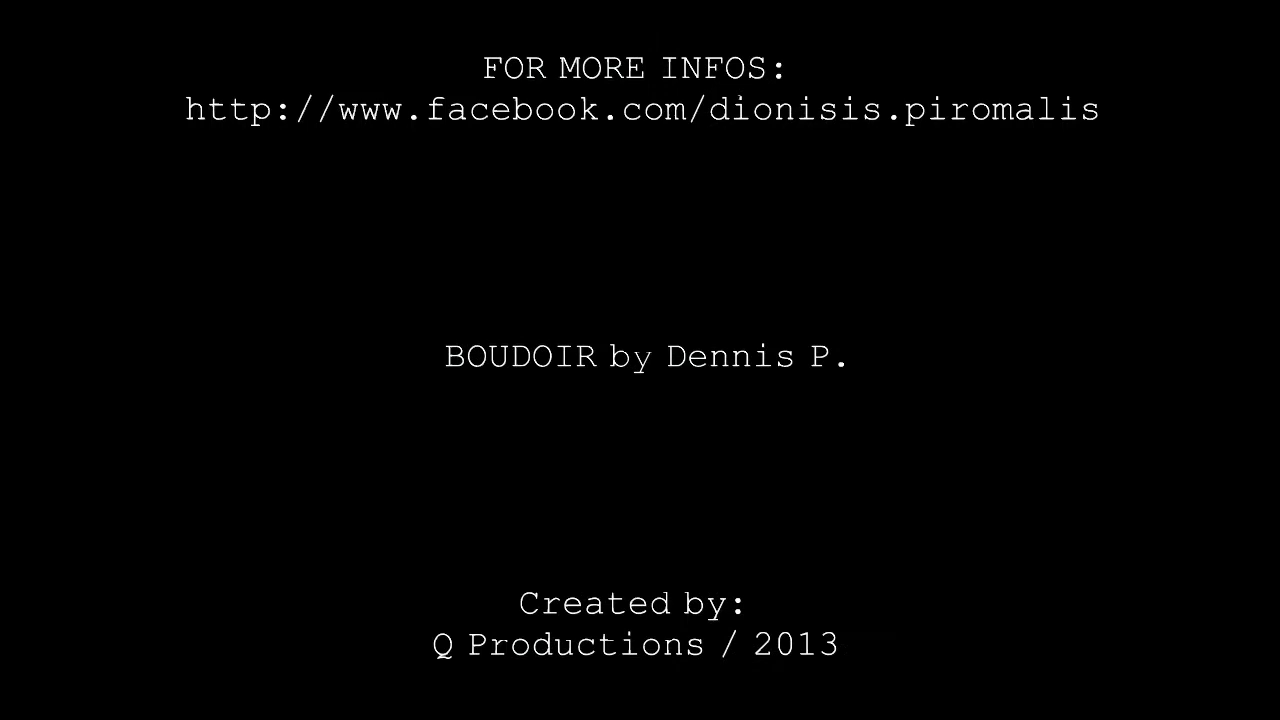 FOR MORE INFOS:
http://www.facebook.com/dionisis.piromalis
BOUDOIR by Dennis P.
Created by:
Q Productions / 2013